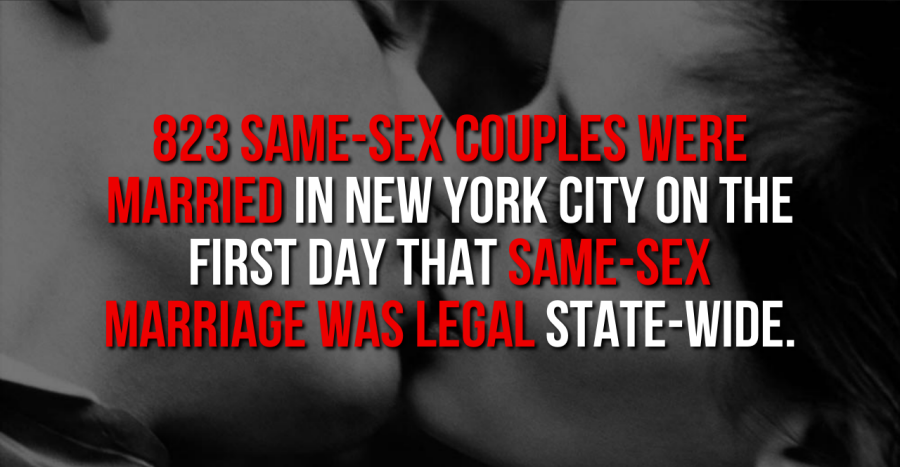 823 SAME-SEX COUPLES WERE
MARRIED IN NEW YORK CITY ON THE
FIRST DAY THAT SAME-SEX
MARRIAGE WAS LEGAL STATE-WIDE.